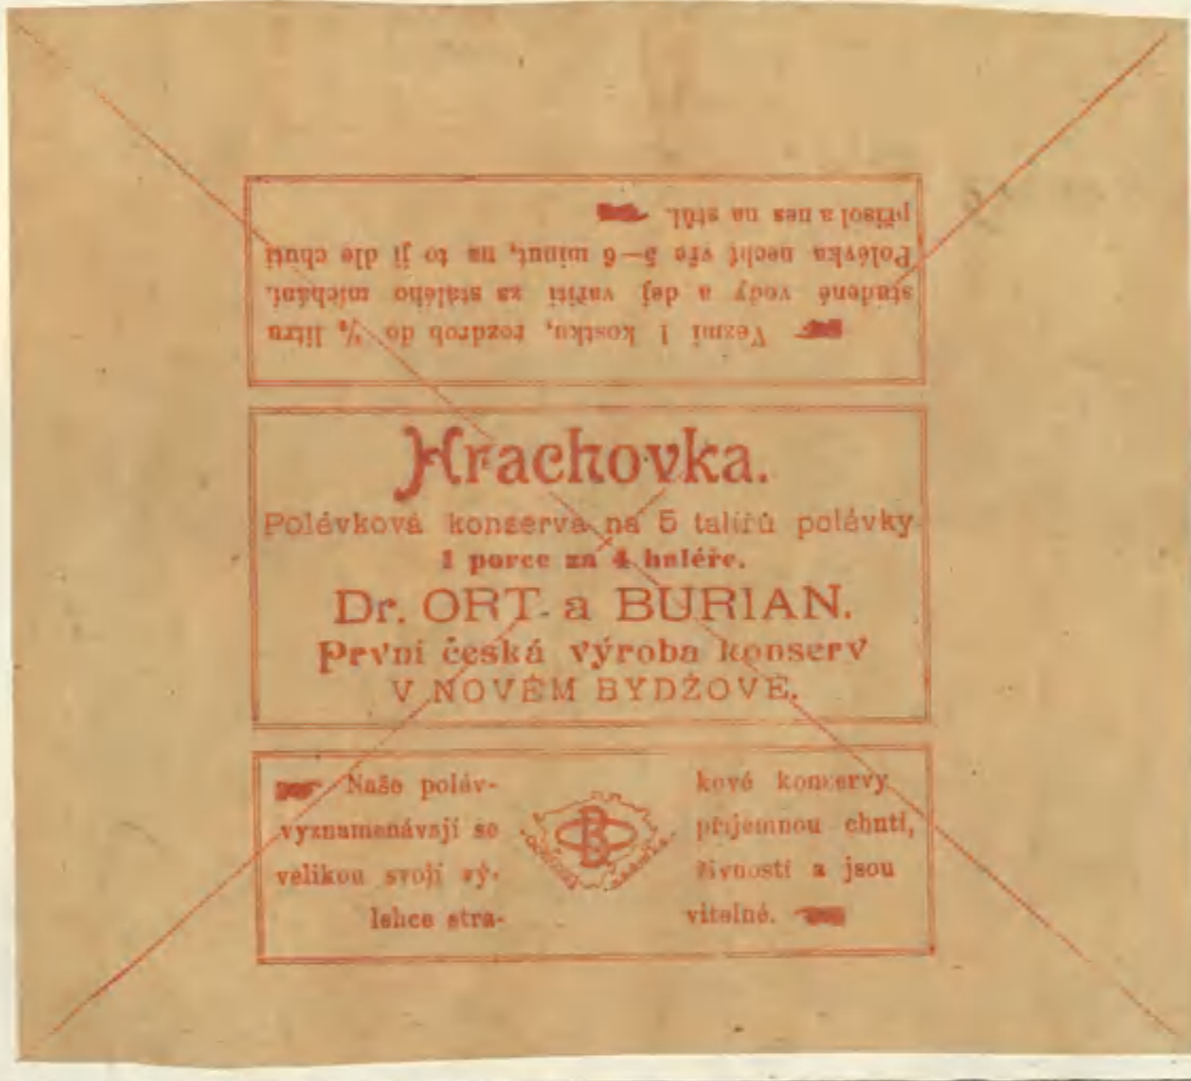 Vezmi 1 kostku, rozdrob do ¾ litru
studené vody a dej vařiti za stálého míchání.
Polévka nechť vře 5—6 minut, na to ji dle chuti
přisol a nes na stůl.
Hrachovka.
Polévková konserva na 5 talířů polávky
1 porce za 4 haléře.
Dr. ORT a BURIAN.
První česká výroba konserv
V NOVÉM BYDŽOVĚ.
Naše poláv- kové konservy
vyznamenávají se příjemnou chutí,
velikou svojí vý- živností a jsou
lehce stra- vitelné.